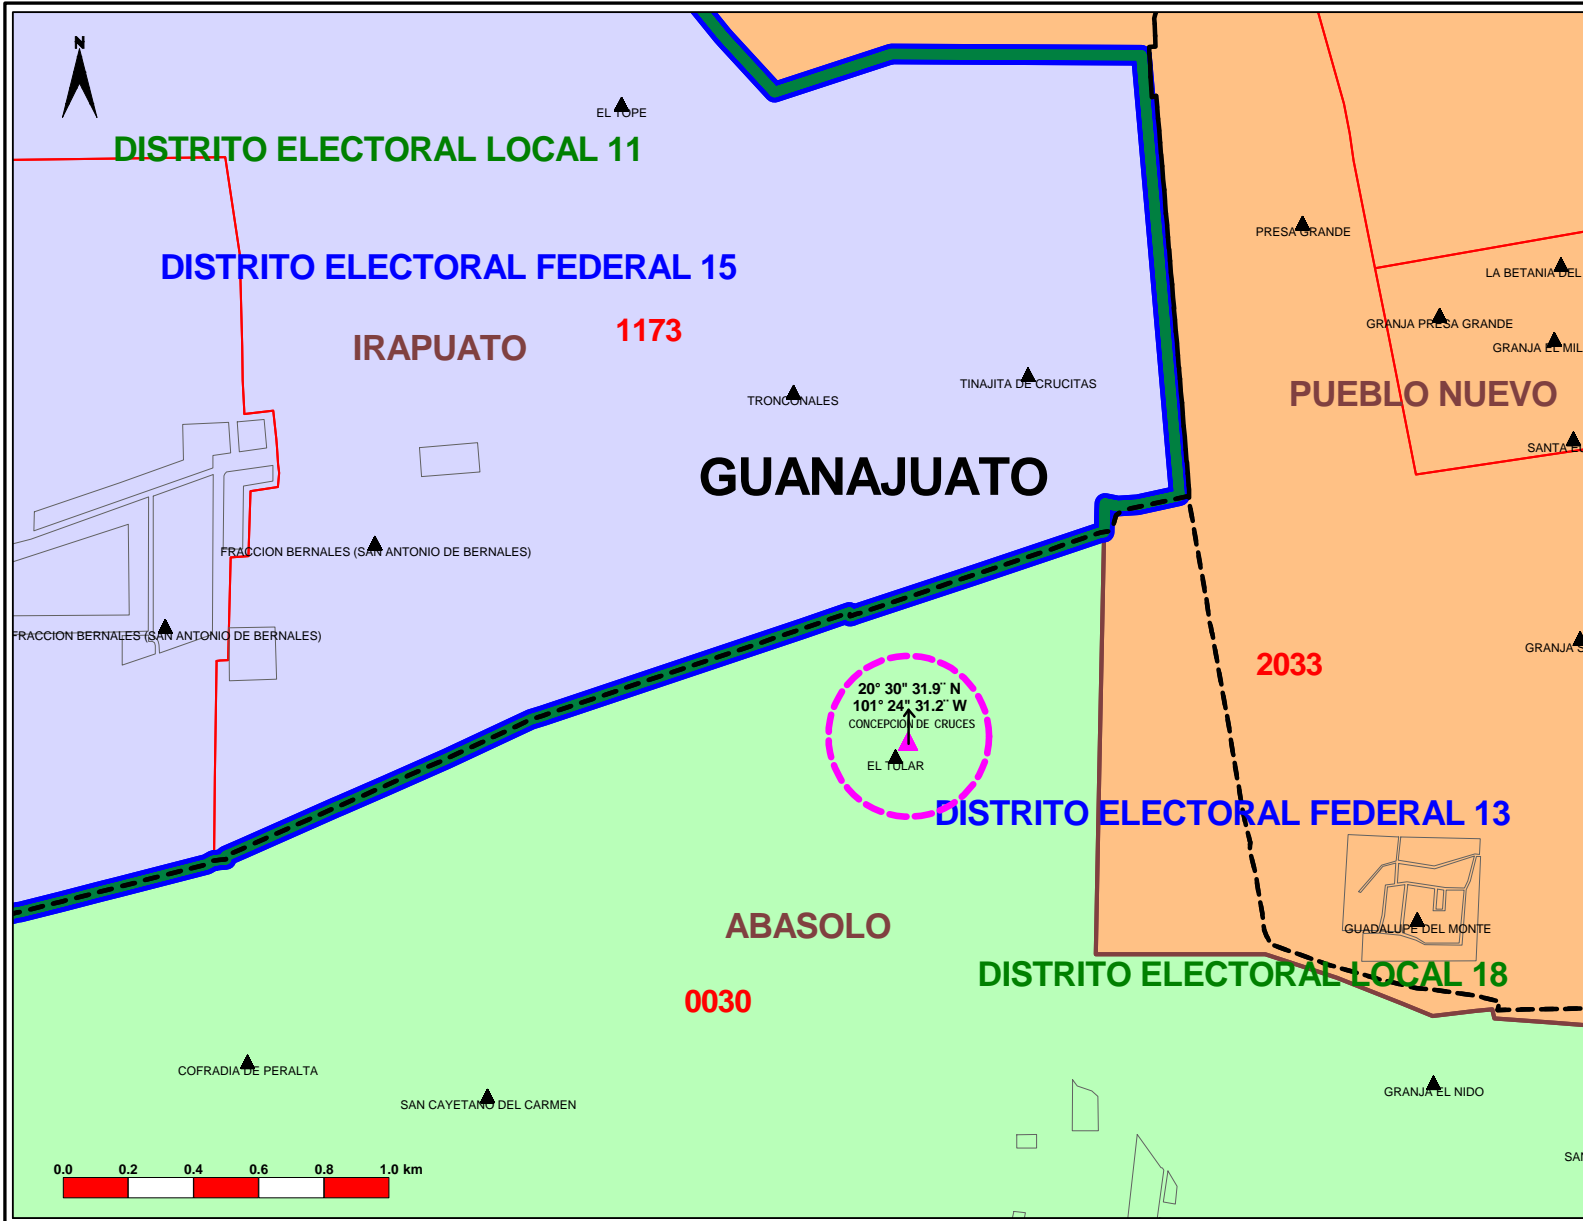 N
EL TOPE
DISTRITO ELECTORAL LOCAL 11
PRESA GRANDE
DISTRITO ELECTORAL FEDERAL 15
LA BETANIA DEL
1173
GRANJA PRESA GRANDE
IRAPUATO
GRANJA EL MIL
TINAJITA DE CRUCITAS
PUEBLO NUEVO
TRONCONALES
SANTA EU
GUANAJUATO
FRACCION BERNALES (SAN ANTONIO DE BERNALES)
FRACCION BERNALES (SAN ANTONIO DE BERNALES)
GRANJA S
2033
20° 30" 31.9¨ N
101° 24" 31.2¨ W
CONCEPCION DE CRUCES
EL TULAR
DISTRITO ELECTORAL FEDERAL 13
ABASOLO
GUADALUPE DEL MONTE
DISTRITO ELECTORAL LOCAL 18
0030
COFRADIA DE PERALTA
SAN CAYETANO DEL CARMEN
GRANJA EL NIDO
SAN
0.0 0.2 0.4 0.6 0.8 1.0 km